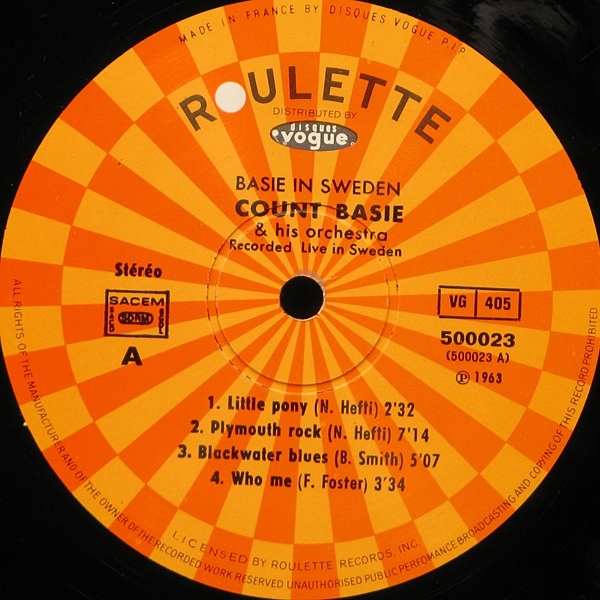 MADE IN FRANCE BY DISQUES VOGUE P.I.P
ROULETTE
DISTRIBUTED BY
disques
vogue
BASIE IN SWEDEN
COUNT BASIE
& his orchestra
Recorded Live in Sweden
Stéréo
SACEM
SACD SDRM SGDL
A
VG 405
500023
(500023 A)
Ⓟ 1963
1. Little pony (N. Hefti) 2'32
2. Plymouth rock (N. Hefti) 7'14
3. Blackwater blues (B. Smith) 5'07
4. Who me (F. Foster) 3'34
LICENSED BY ROULETTE RECORDS, INC.
ALL RIGHTS OF THE MANUFACTURER AND OF THE OWNER OF THE RECORDED WORK RESERVED UNAUTHORISED PUBLIC PERFOMANCE BROADCASTING AND COPYING OF THIS RECORD PROHIBITED